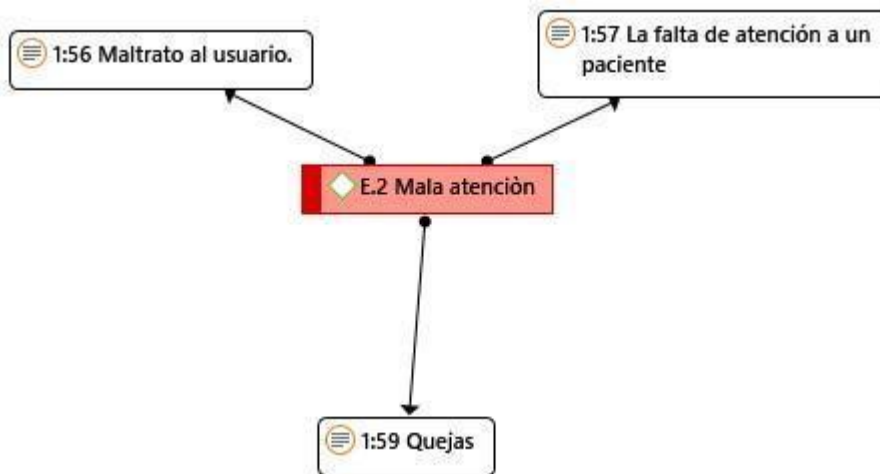 1:56 Maltrato al usuario.
1:57 La falta de atención a un
paciente
E.2 Mala atenciòn
1:59 Quejas